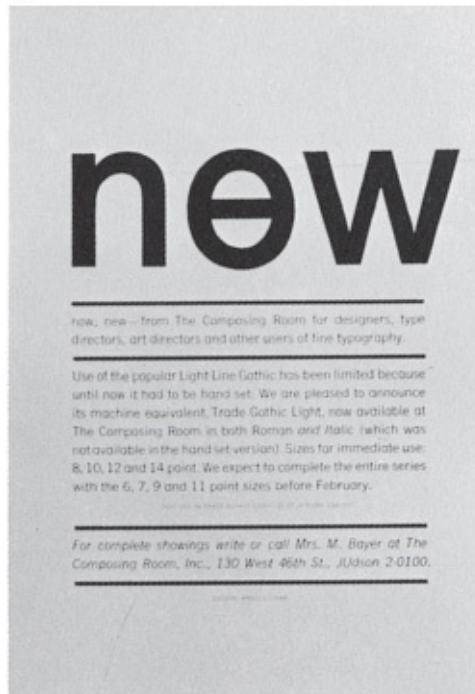 nɵw
now, new—from The Composing Room for designers, type
directors, art directors and other users of fine typography.
Use of the popular Light Line Gothic has been limited because
until now it had to be hand set. We are pleased to announce
its machine equivalent, Trade Gothic Light, now available at
The Composing Room in both Roman and Italic (which was
not available in the hand set version). Sizes for immediate use:
8, 10, 12 and 14 point. We expect to complete the entire series
with the 6, 7, 9 and 11 point sizes before February.
For complete showings write or call Mrs. M. Bayer at The
Composing Room, Inc., 130 West 46th St., JUdson 2-0100.